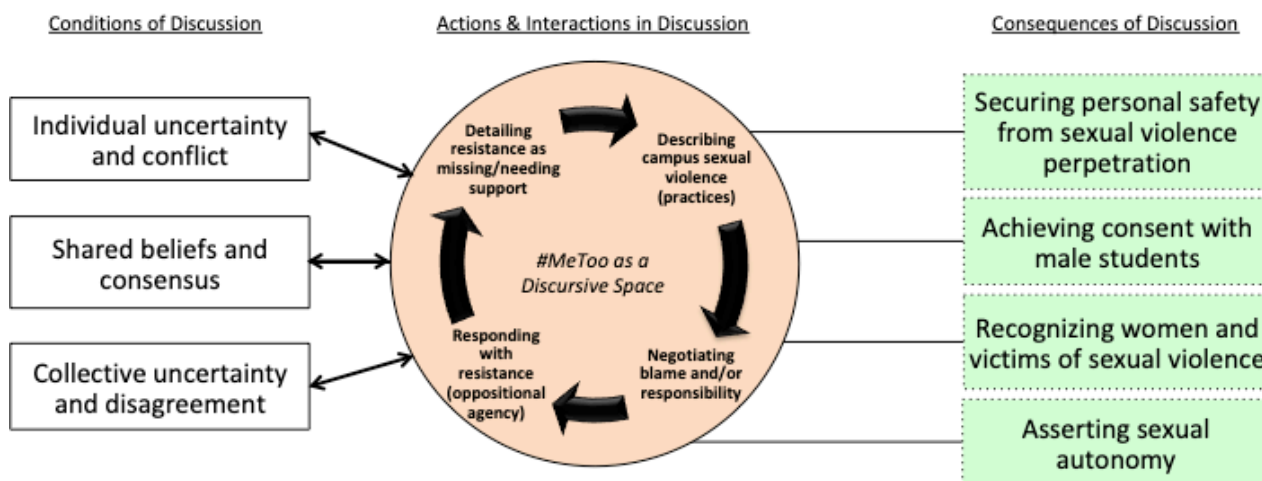 Conditions of Discussion
Actions & Interactions in Discussion
Consequences of Discussion
Individual uncertainty
and conflict
Shared beliefs and
consensus
Collective uncertainty
and disagreement
Detailing
resistance as
missing/needing
support
Describing
campus sexual
violence
(practices)
#MeToo as a
Discursive Space
Responding
with
resistance
(oppositional
agency)
Negotiating
blame and/or
responsibility
Securing personal safety
from sexual violence
perpetration
Achieving consent with
male students
Recognizing women and
victims of sexual violence
Asserting sexual
autonomy